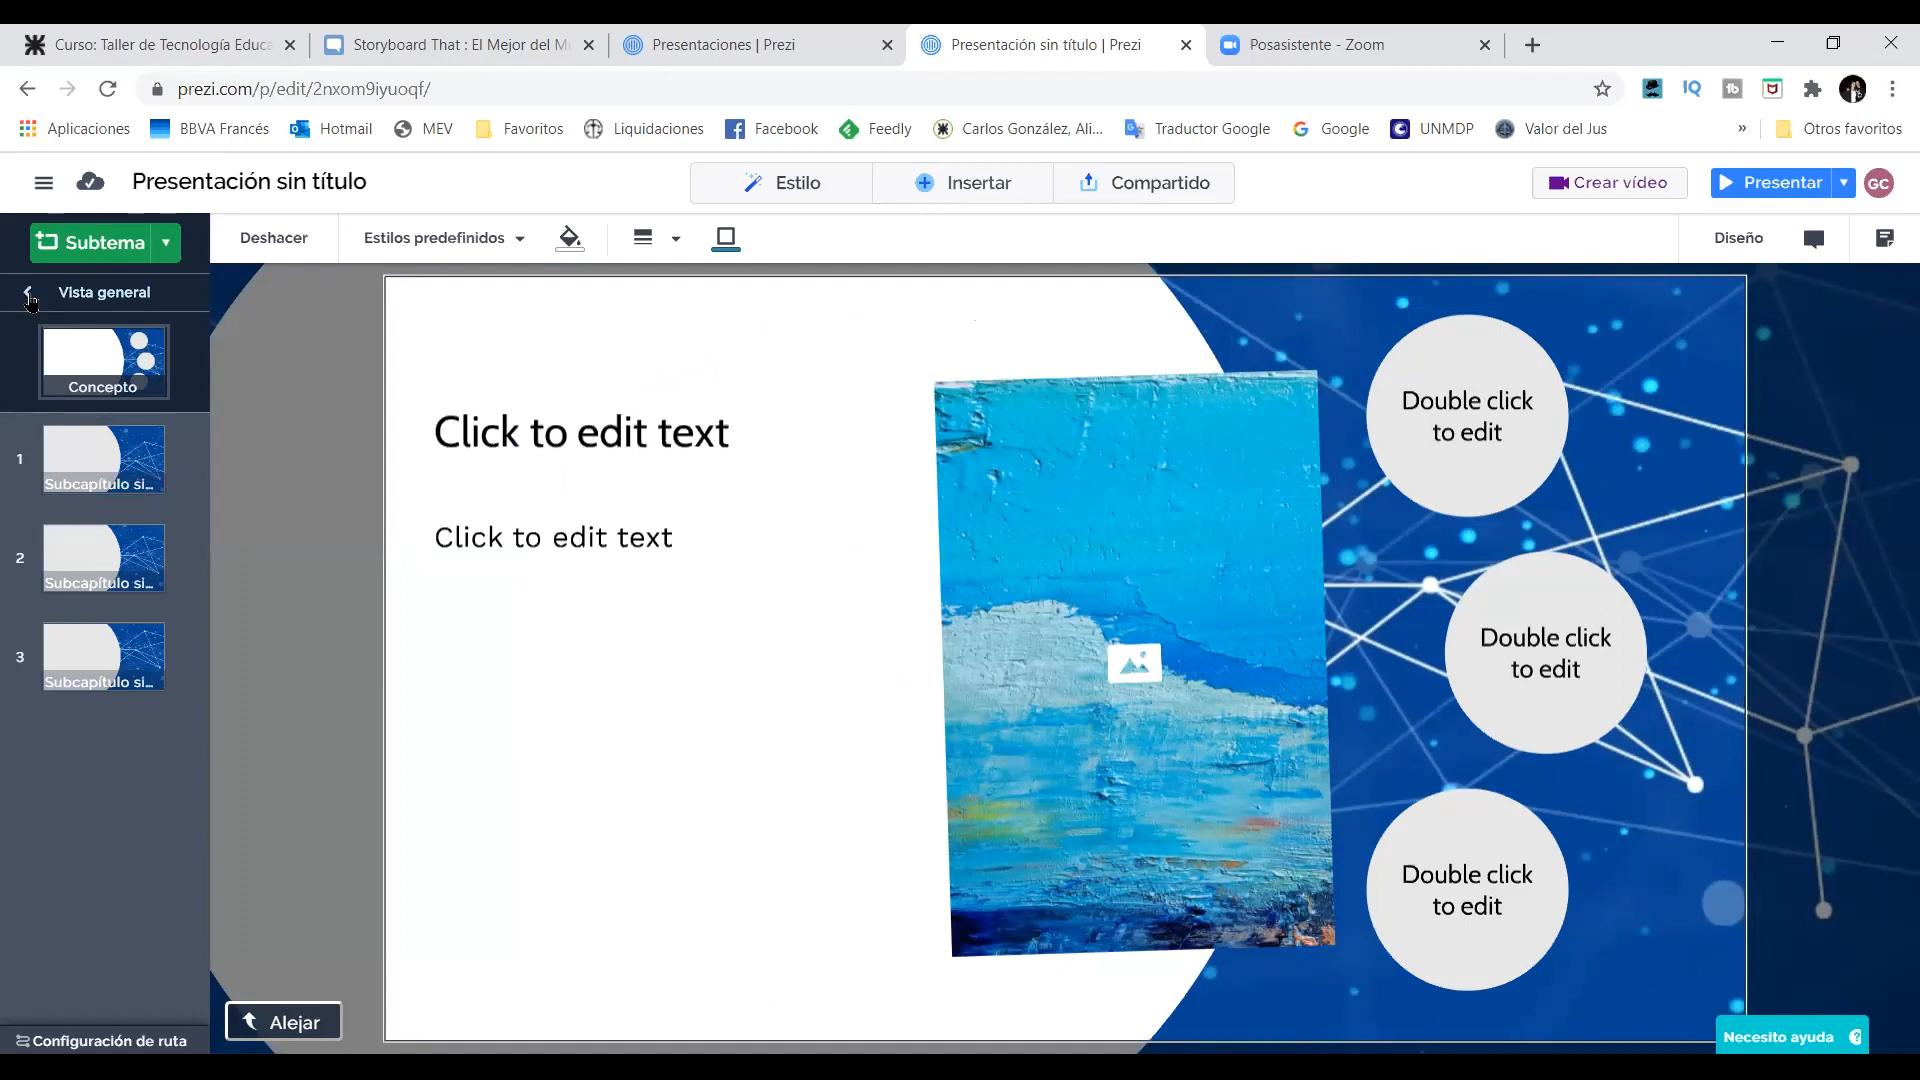 Curso: Taller de Tecnología Educa
Storyboard That : El Mejor del M
Presentaciones | Prezi
Presentación sin título | Prezi
Posasistente - Zoom
prezi.com/p/edit/2nxom9iyuoqf/
IQ
Aplicaciones
BBVA Francés
Hotmail
MEV
Favoritos
Liquidaciones
Facebook
Feedly
Carlos González, Ali...
Traductor Google
Google
UNMDP
Valor del Jus
»
Otros favoritos
Presentación sin título
Estilo
Insertar
Compartido
Crear vídeo
Presentar
GC
Subtema
Deshacer
Estilos predefinidos
Diseño
Vista general
Concepto
1
Subcapítulo si...
2
Subcapítulo si...
3
Subcapítulo si...
Configuración de ruta
Click to edit text
Click to edit text
Double click
to edit
Double click
to edit
Double click
to edit
Alejar
Necesito ayuda
?